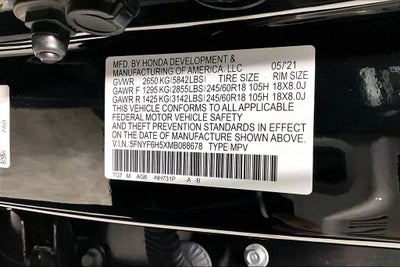 MFD. BY HONDA DEVELOPMENT & 05/21
MANUFACTURING OF AMERICA, LLC
GVWR 2650 KG(5842LBS) TIRE SIZE RIM SIZE
GAWR F 1295 KG(2855LBS)245/60R18 105H 18X8.0J
GAWR R 1425 KG(3142LBS)245/60R18 105H 18X8.0J
THIS VEHICLE CONFORMS TO ALL APPLICABLE
FEDERAL MOTOR VEHICLE SAFETY
AND THEFT PREVENTION STANDARDS IN EFFECT
ON THE DATE OF MANUFACTURE SHOWN ABOVE.
V.I.N. 5FNYF6H5XMB088678 TYPE: MPV
TG7 M AG6 NH731P -A -B